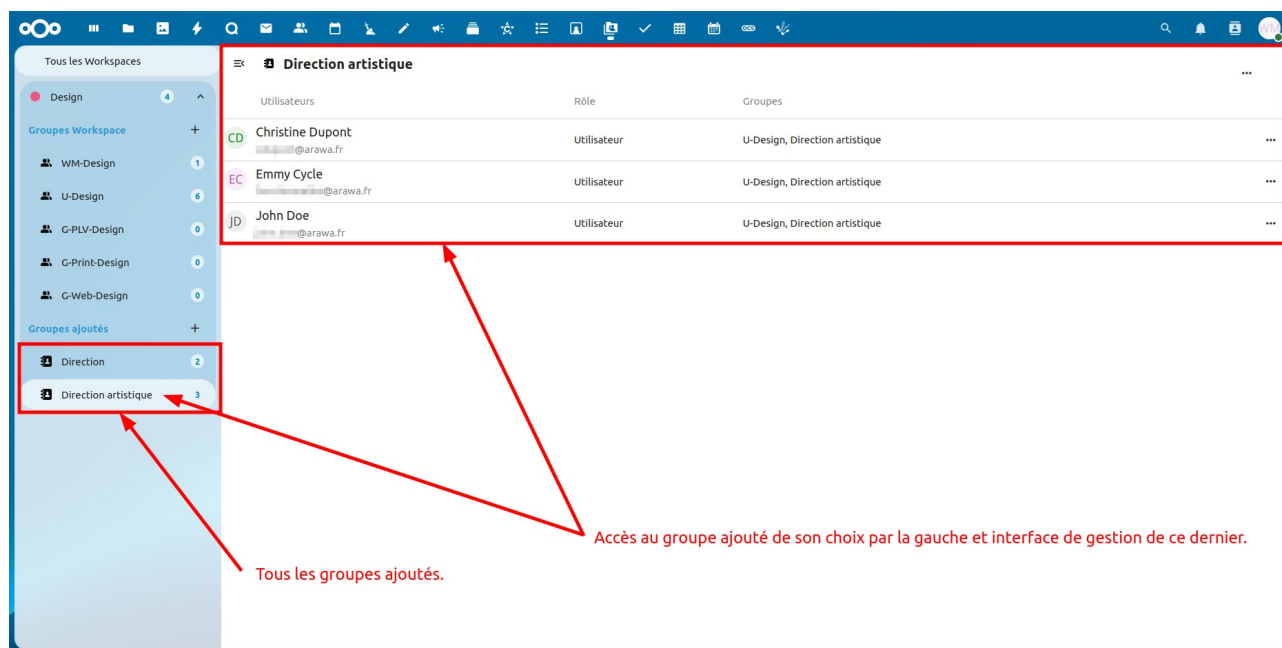 WM
Tous les Workspaces
Direction artistique
Design 4
Utilisateurs Rôle Groupes
Groupes Workspace +
CD Christine Dupont Utilisateur U-Design, Direction artistique
@arawa.fr
WM-Design 1
EC Emmy Cycle Utilisateur U-Design, Direction artistique
@arawa.fr
U-Design 6
JD John Doe Utilisateur U-Design, Direction artistique
@arawa.fr
G-PLV-Design 0
G-Print-Design 0
G-Web-Design 0
Groupes ajoutés +
Direction 2
Direction artistique 3
Accès au groupe ajouté de son choix par la gauche et interface de gestion de ce dernier.
Tous les groupes ajoutés.